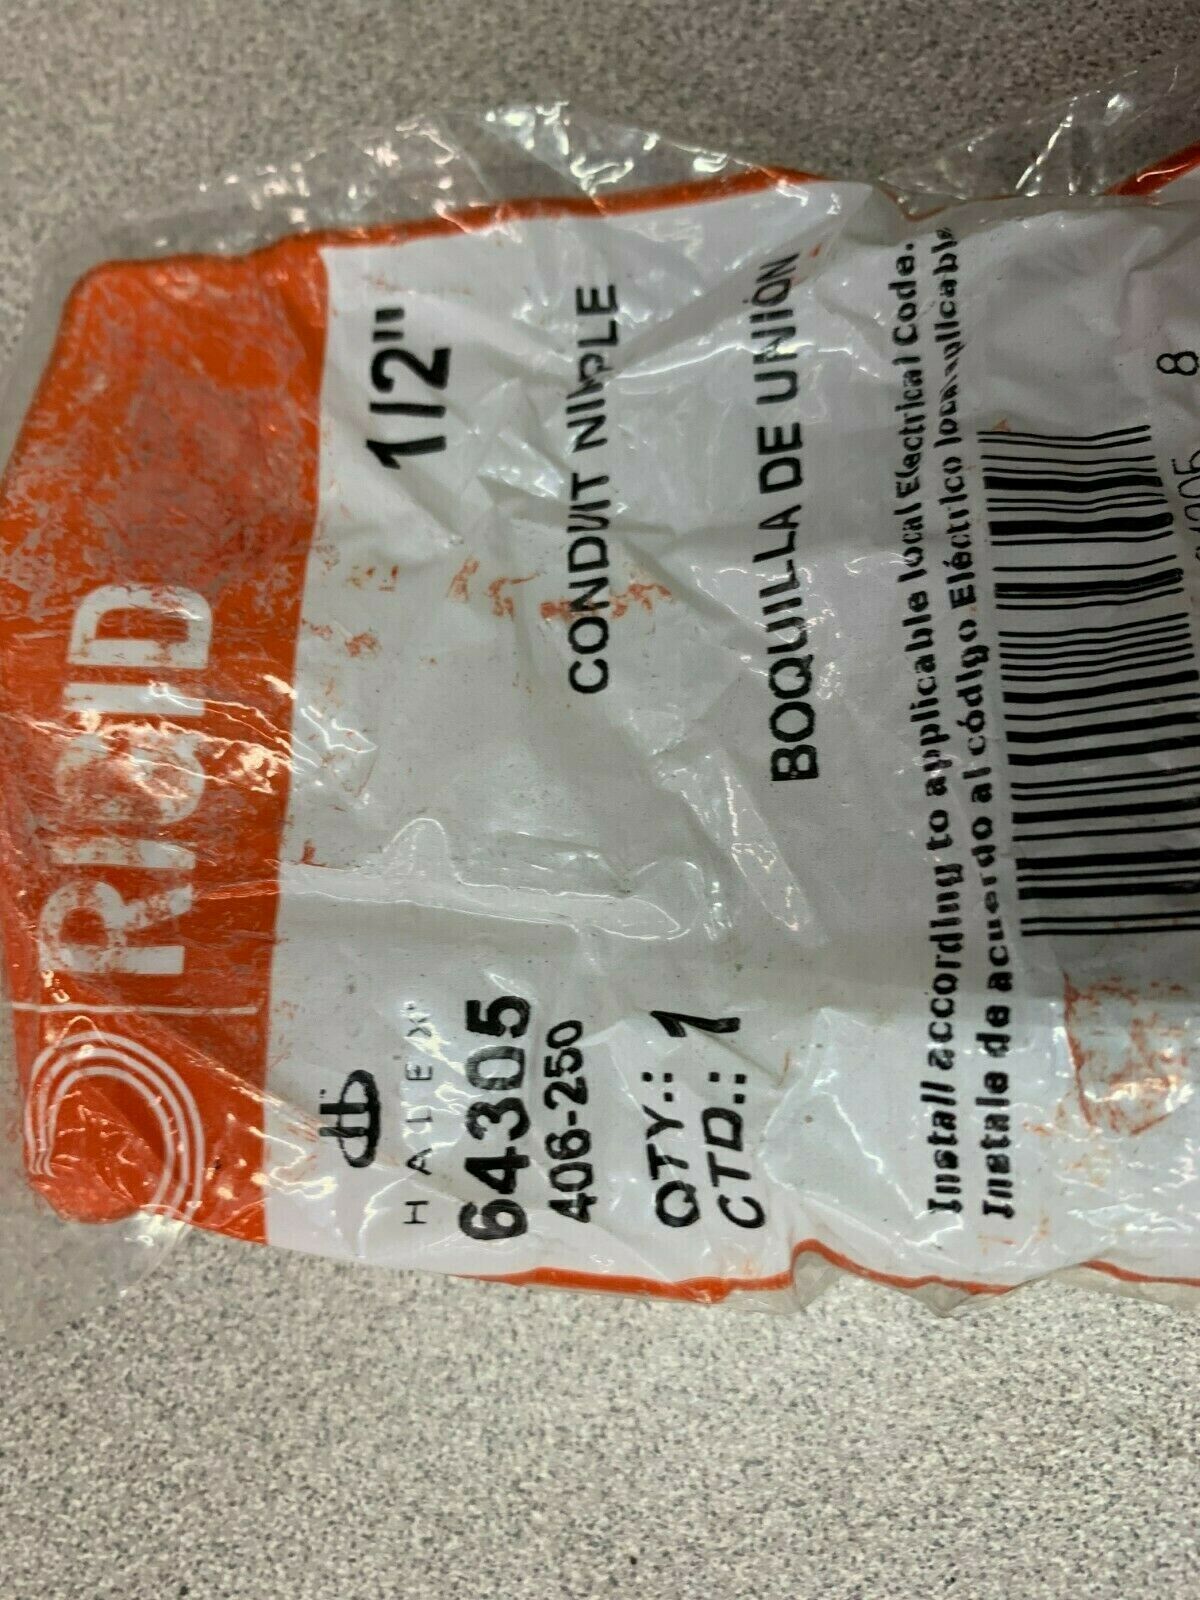 RIGID
HALEX
64305
406-250
1/2"
QTY.: 1
CTD.:
CONDUIT NIPPLE
BOQUILLA DE UNIÓN
Install according to applicable local Electrical Code.
Instale de acuerdo al código Eléctrico local aplicable
8